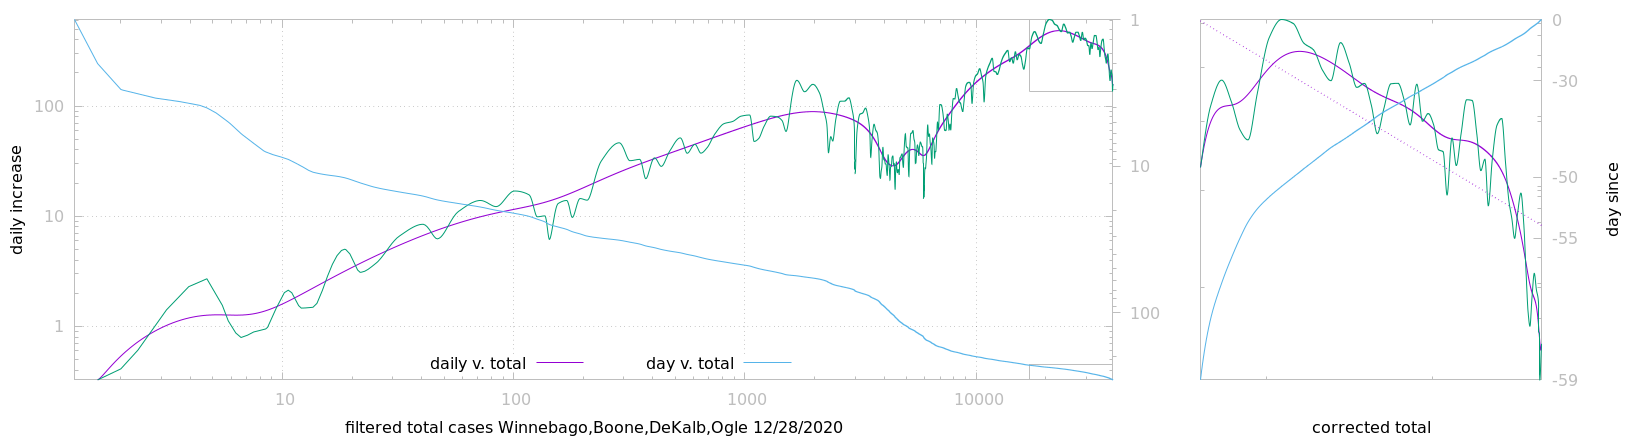 1
0
100
-30
daily increase
10
-50
day since
10
-55
100
1
daily v. total
day v. total
-59
10
100
1000
10000
filtered total cases Winnebago,Boone,DeKalb,Ogle 12/28/2020
corrected total